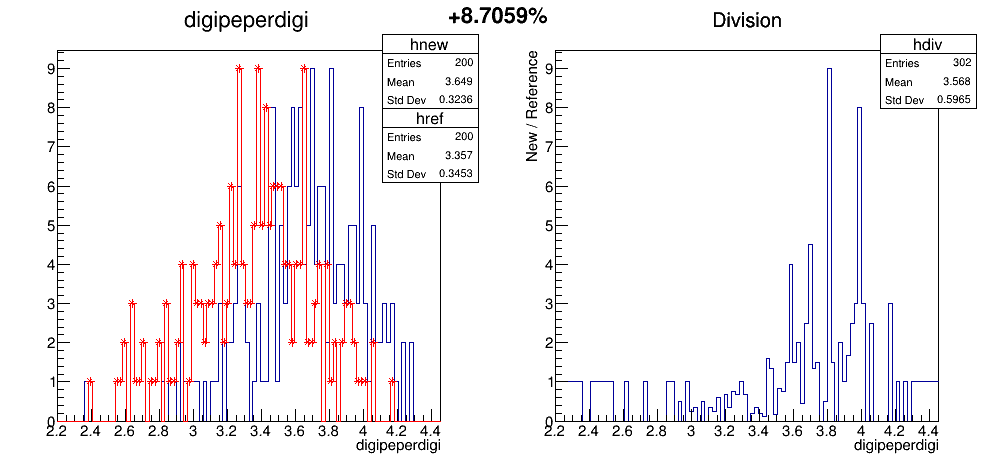 +8.7059%
digipeperdigi
hnew
Entries 200
Mean 3.649
Std Dev 0.3236
href
Entries 200
Mean 3.357
Std Dev 0.3453
9
8
7
6
5
4
3
2
1
0
2.2 2.4 2.6 2.8 3 3.2 3.4 3.6 3.8 4 4.2 4.4
digipeperdigi
Division
hdiv
Entries 302
Mean 3.568
Std Dev 0.5965
New / Reference
9
8
7
6
5
4
3
2
1
0
2.2 2.4 2.6 2.8 3 3.2 3.4 3.6 3.8 4 4.2 4.4
digipeperdigi